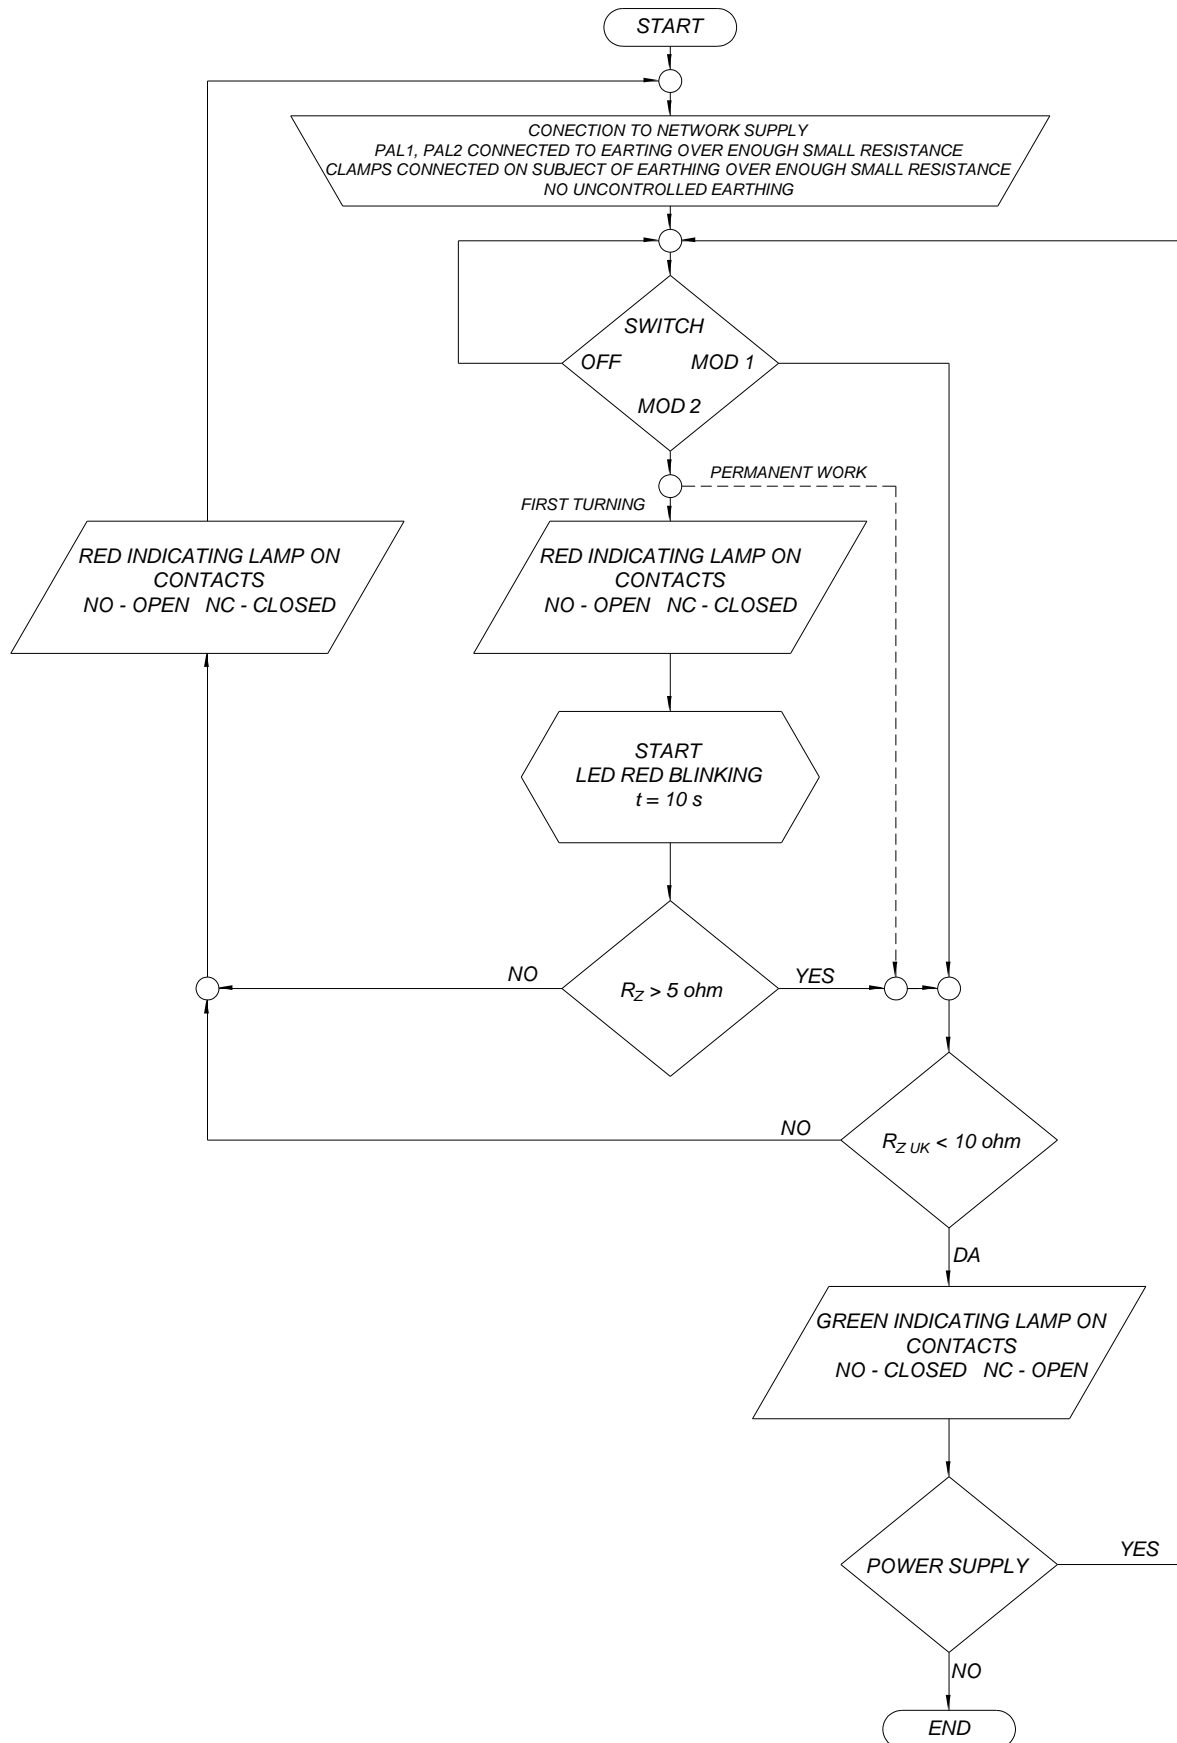 START
CONECTION TO NETWORK SUPPLY
PAL1, PAL2 CONNECTED TO EARTING OVER ENOUGH SMALL RESISTANCE
CLAMPS CONNECTED ON SUBJECT OF EARTHING OVER ENOUGH SMALL RESISTANCE
NO UNCONTROLLED EARTHING
SWITCH
OFF MOD 1
MOD 2
PERMANENT WORK
FIRST TURNING
RED INDICATING LAMP ON
CONTACTS
NO - OPEN NC - CLOSED
RED INDICATING LAMP ON
CONTACTS
NO - OPEN NC - CLOSED
START
LED RED BLINKING
t = 10 s
NO
R_Z > 5 ohm
YES
NO
R_Z UK < 10 ohm
DA
GREEN INDICATING LAMP ON
CONTACTS
NO - CLOSED NC - OPEN
POWER SUPPLY
YES
NO
END